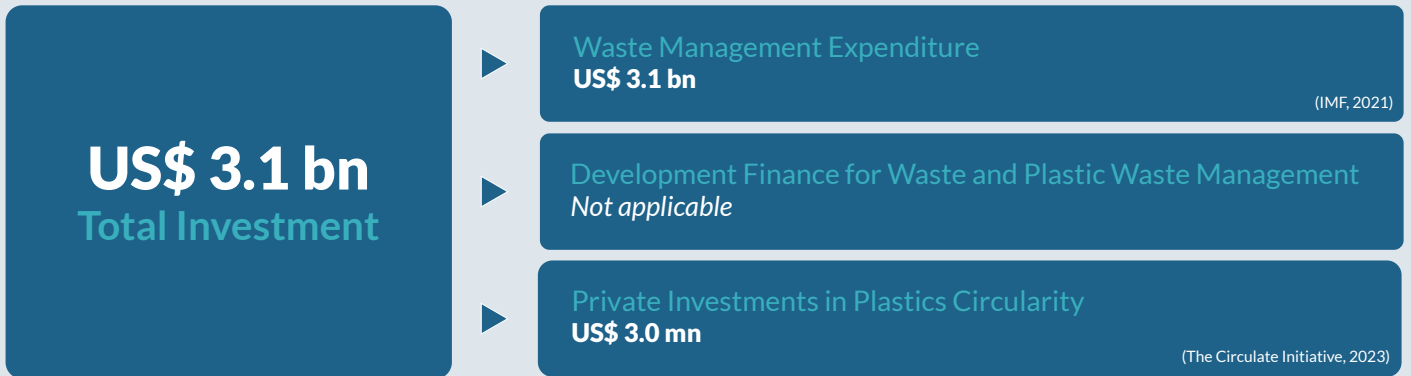 US$ 3.1 bn
Total Investment
Waste Management Expenditure
US$ 3.1 bn
(IMF, 2021)
Development Finance for Waste and Plastic Waste Management
Not applicable
Private Investments in Plastics Circularity
US$ 3.0 mn
(The Circulate Initiative, 2023)